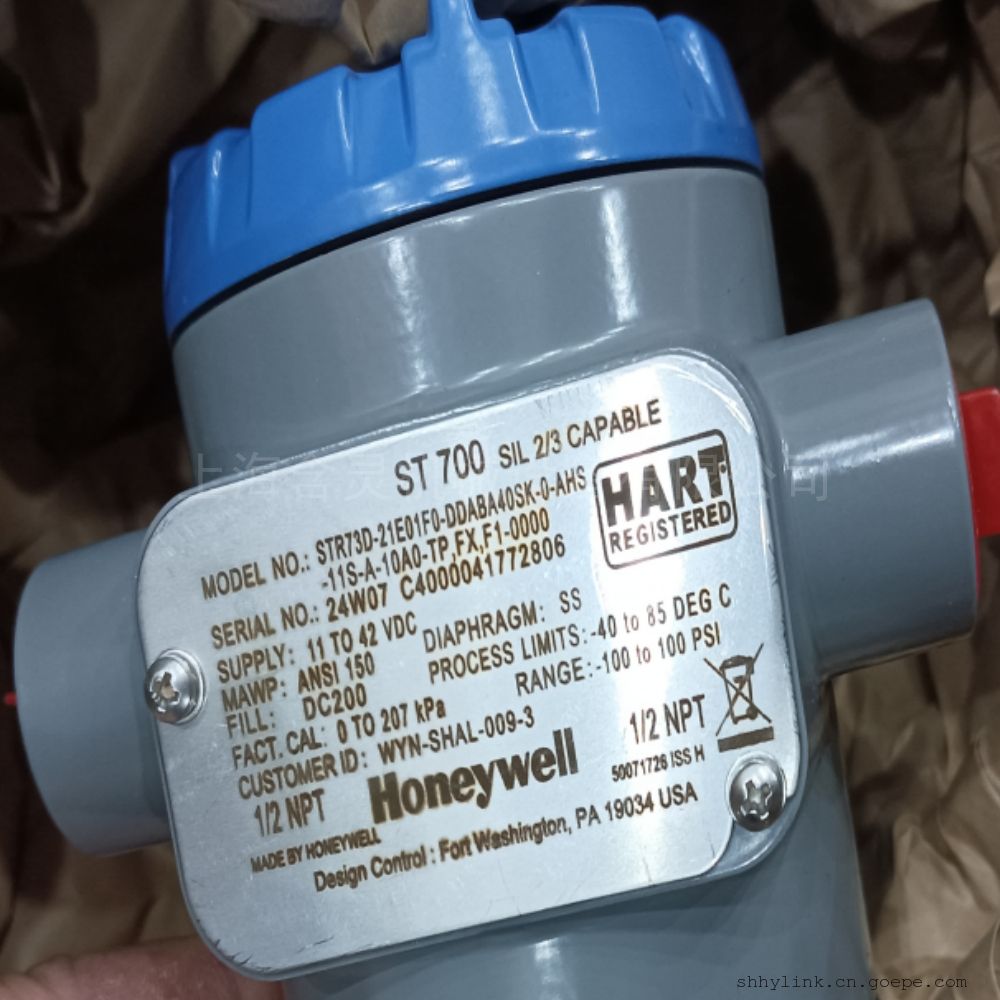 ST 700 SIL 2/3 CAPABLE
HART
REGISTERED
MODEL NO.: STR73D-21E01F0-DDABA40SK-0-AHS
-11S-A-10A0-TP,FX,F1-0000
SERIAL NO.: 24W07 C4000041772806
SUPPLY: 11 TO 42 VDC DIAPHRAGM: SS
MAWP: ANSI 150 PROCESS LIMITS: -40 to 85 DEG C
FILL: DC200 RANGE: -100 to 100 PSI
FACT. CAL: 0 TO 207 kPa
CUSTOMER ID: WYN-SHAL-009-3
1/2 NPT Honeywell 1/2 NPT
50071726 ISS H
MADE BY HONEYWELL
Design Control : Fort Washington, PA 19034 USA
shhylink.cn.goepe.com